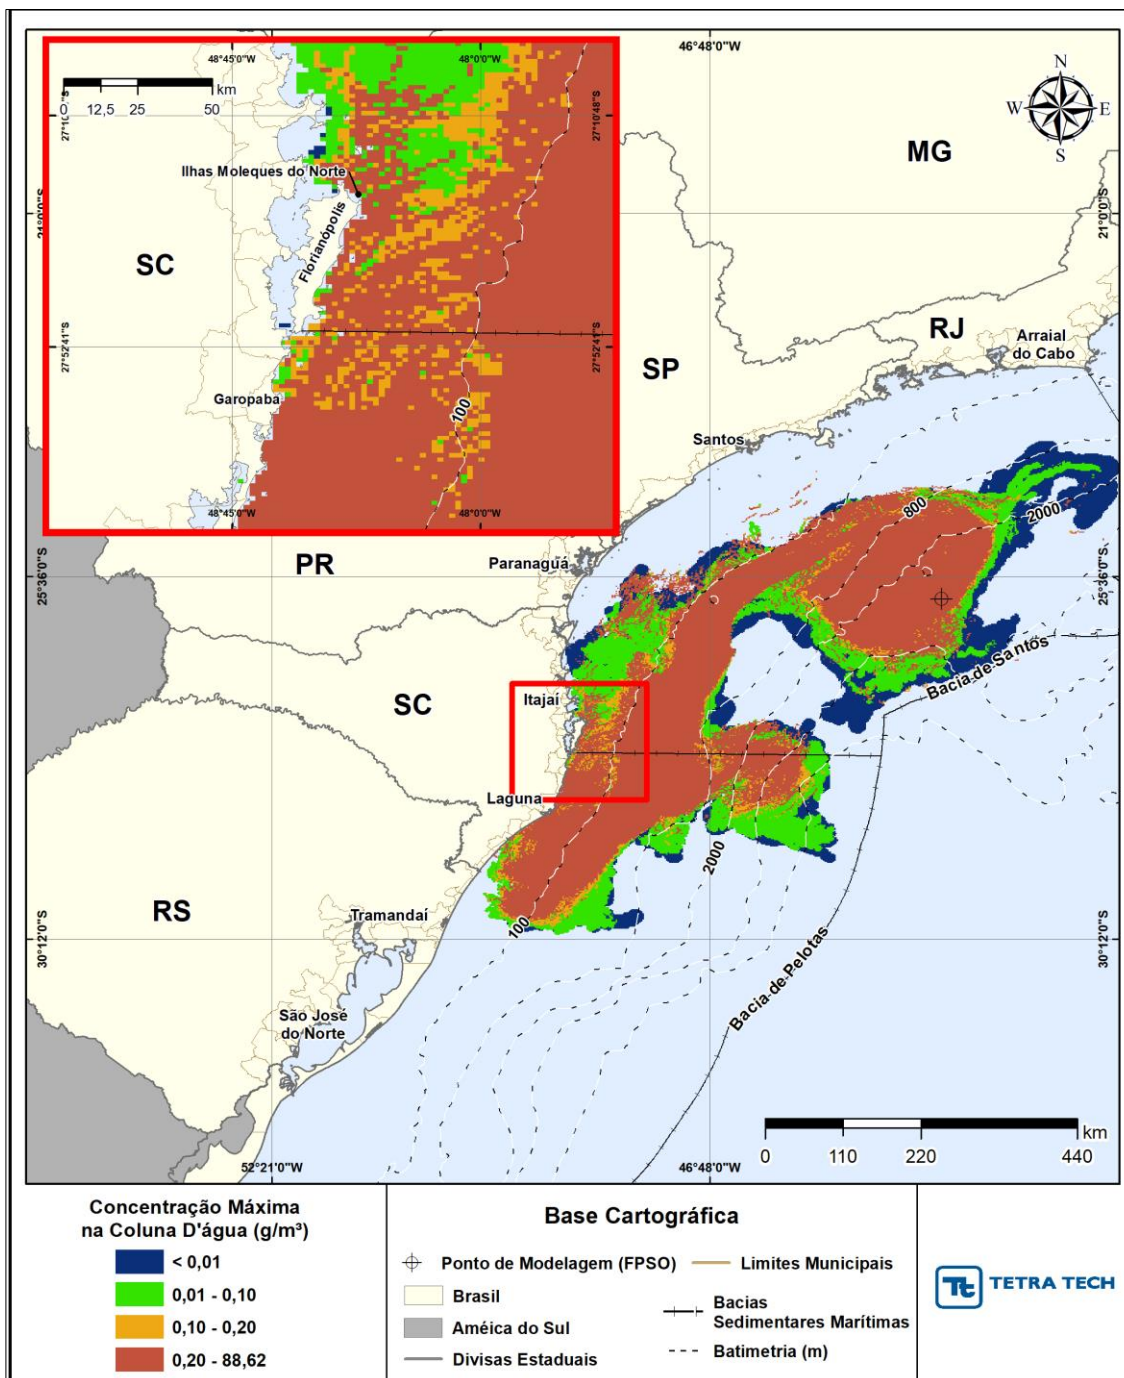 46°48'0"W
48°45'0"W
48°0'0"W
km
0
12,5
25
50
27°10'48"S
27°10'48"S
N
W
E
S
MG
Ilhas Moleques do Norte
Florianópolis
SC
21°0'0"S
RJ
Arraial
do Cabo
27°52'41"S
27°52'41"S
SP
Garopaba
100
Santos
48°45'0"W
48°0'0"W
800
2000
PR
Paranaguá
25°36'0"S
25°36'0"S
Bacia de Santos
SC
Itajaí
Laguna
2000
RS
Tramandaí
100
30°12'0"S
30°12'0"S
Bacia de Pelotas
São José
do Norte
km
0
110
220
440
52°21'0"W
46°48'0"W
Concentração Máxima
na Coluna D'água (g/m³)
< 0,01
0,01 - 0,10
0,10 - 0,20
0,20 - 88,62
Base Cartográfica
Ponto de Modelagem (FPSO)
Limites Municipais
Brasil
Bacias
Sedimentares Marítimas
Améica do Sul
Divisas Estaduais
Batimetria (m)
Tt
TETRA TECH